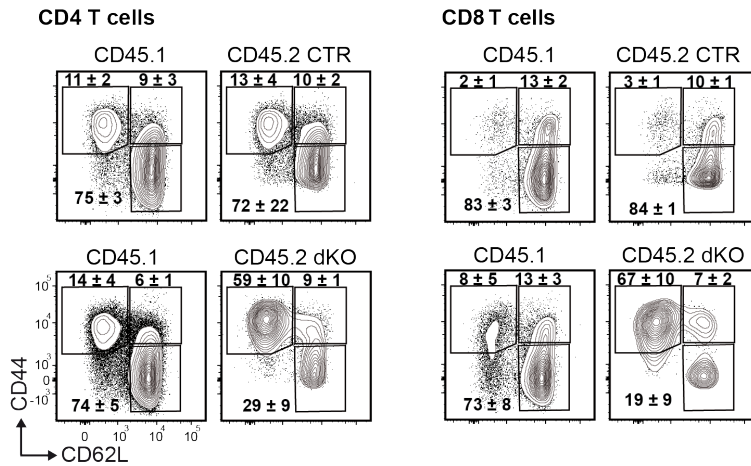 CD4 T cells
CD8 T cells
CD45.1
CD45.2 CTR
CD45.1
CD45.2 CTR
11 ± 2
9 ± 3
13 ± 4
10 ± 2
2 ± 1
13 ± 2
3 ± 1
10 ± 1
75 ± 3
72 ± 22
83 ± 3
84 ± 1
CD45.1
CD45.2 dKO
CD45.1
CD45.2 dKO
14 ± 4
6 ± 1
59 ± 10
9 ± 1
8 ± 5
13 ± 3
67 ± 10
7 ± 2
10⁵
10⁴
10³
0
-10³
74 ± 5
29 ± 9
73 ± 8
19 ± 9
0
10³
10⁴
10⁵
CD44
CD62L